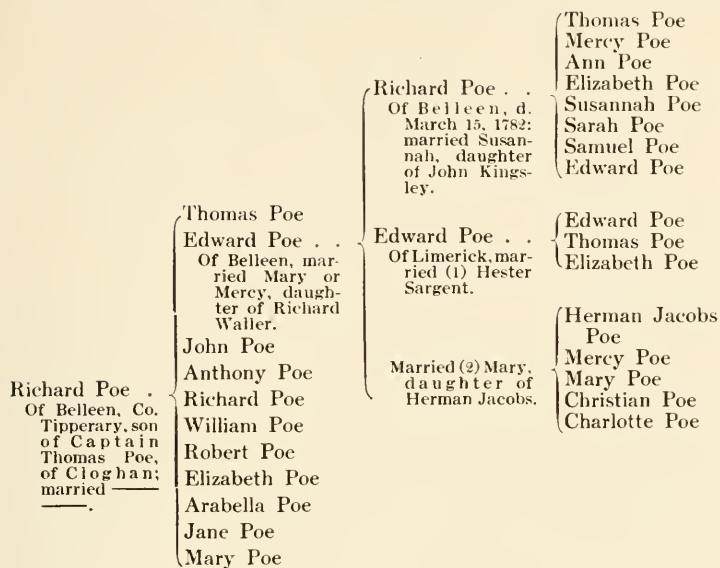 Richard Poe .
Of Belleen, Co.
Tipperary, son
of Captain
Thomas Poe,
of Cloghan;
married ——
——.
Thomas Poe
Edward Poe . .
Of Belleen, mar-
ried Mary or
Mercy, daugh-
ter of Richard
Waller.
John Poe
Anthony Poe
Richard Poe
William Poe
Robert Poe
Elizabeth Poe
Arabella Poe
Jane Poe
Mary Poe
Richard Poe . .
Of Belleen, d.
March 15, 1782:
married Susan-
nah, daughter
of John Kings-
ley.
Edward Poe . .
Of Limerick, mar-
ried (1) Hester
Sargent.
Married (2) Mary,
daughter of
Herman Jacobs.
Thomas Poe
Mercy Poe
Ann Poe
Elizabeth Poe
Susannah Poe
Sarah Poe
Samuel Poe
Edward Poe
Edward Poe
Thomas Poe
Elizabeth Poe
Herman Jacobs
Poe
Mercy Poe
Mary Poe
Christian Poe
Charlotte Poe